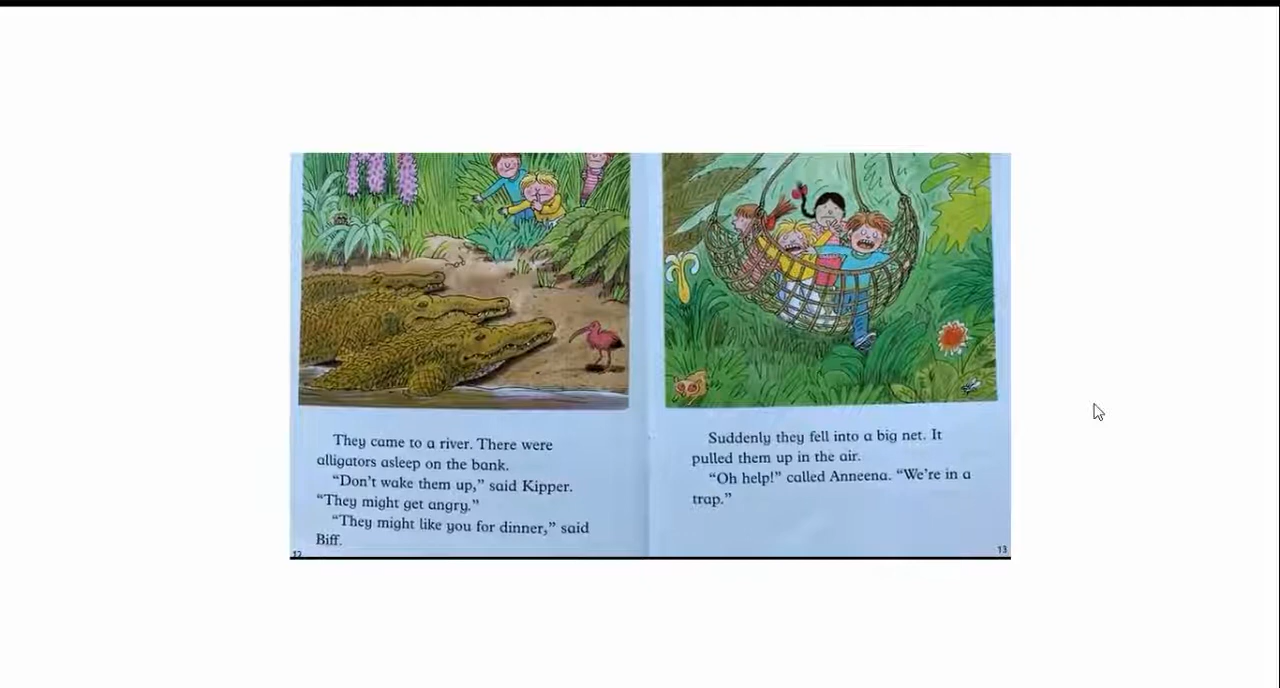 They came to a river. There were
alligators asleep on the bank.
“Don't wake them up,” said Kipper.
“They might get angry.”
“They might like you for dinner,” said
Biff.
12
Suddenly they fell into a big net. It
pulled them up in the air.
“Oh help!” called Anneena. “We're in a
trap.”
13